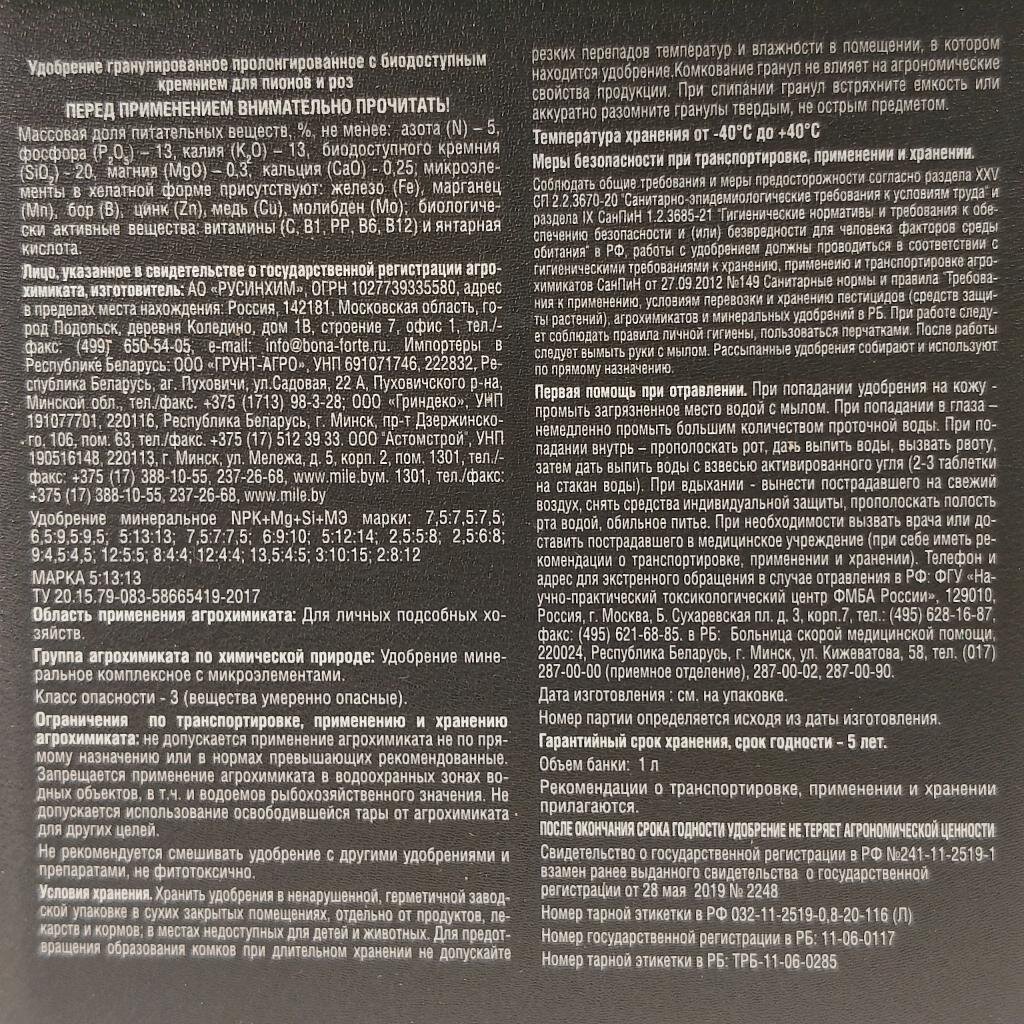 Удобрение гранулированное пролонгированное с биодоступным
кремнием для пионов и роз
ПЕРЕД ПРИМЕНЕНИЕМ ВНИМАТЕЛЬНО ПРОЧИТАТЬ!
Массовая доля питательных веществ, %, не менее: азота (N) – 5,
фосфора (P₂O₅) – 13, калия (K₂O) – 13, биодоступного кремния
(SiO₂) - 20, магния (MgO) – 0,3, кальция (CaO) - 0,25, микроэле-
менты в хелатной форме присутствуют: железо (Fe), марганец
(Mn), бор (B), цинк (Zn), медь (Cu), молибден (Mo); биологиче-
ски активные вещества: витамины (С, В1, РР, В6, В12) и янтарная
кислота.
Лицо, указанное в свидетельстве о государственной регистрации агро-
химиката, изготовитель: АО «РУСИНХИМ», ОГРН 1027739335580, адрес
в пределах места нахождения: Россия, 142181, Московская область, го-
род Подольск, деревня Коледино, дом 1В, строение 7, офис 1, тел./-
факс: (499) 650-54-05, e-mail: info@bona-forte.ru. Импортеры в
Республике Беларусь: ООО «ГРУНТ-АГРО», УНП 691071746, 222832, Ре-
спублика Беларусь, аг. Пуховичи, ул.Садовая, 22 А, Пуховичского р-на,
Минской обл., тел./факс. +375 (1713) 98-3-28; ООО «Гриндеко», УНП
191077701, 220116, Республика Беларусь, г. Минск, пр-т Дзержинско-
го, 106, пом. 63, тел./факс. +375 (17) 512 39 33. ООО "Астомстрой", УНП
190516148, 220113, г. Минск, ул. Мележа, д. 5, корп. 2, пом. 1301, тел./-
факс: +375 (17) 388-10-55, 237-26-68, www.mile.bym. 1301, тел./факс:
+375 (17) 388-10-55, 237-26-68, www.mile.by
Удобрение минеральное NPK+Mg+Si+МЭ марки: 7,5:7,5:7,5;
6,5:9,5:9,5; 5:13:13; 7,5:7:7,5; 6:9:10; 5:12:14; 2,5:5:8; 2,5:6:8;
9:4,5:4,5; 12:5:5; 8:4:4; 12:4:4; 13,5:4:5; 3:10:15; 2:8:12
МАРКА 5:13:13
ТУ 20.15.79-083-58665419-2017
Область применения агрохимиката: Для личных подсобных хо-
зяйств.
Группа агрохимиката по химической природе: Удобрение мине-
ральное комплексное с микроэлементами.
Класс опасности - 3 (вещества умеренно опасные).
Ограничения по транспортировке, применению и хранению
агрохимиката: не допускается применение агрохимиката не по пря-
мому назначению или в нормах превышающих рекомендованные.
Запрещается применение агрохимиката в водоохранных зонах во-
дных объектов, в т.ч. и водоемов рыбохозяйственного значения. Не
допускается использование освободившейся тары от агрохимиката
для других целей.
Не рекомендуется смешивать удобрение с другими удобрениями и
препаратами, не фитотоксично.
Условия хранения. Хранить удобрения в ненарушенной, герметичной завод-
ской упаковке в сухих закрытых помещениях, отдельно от продуктов, ле-
карств и кормов; в местах недоступных для детей и животных. Для предот-
вращения образования комков при длительном хранении не допускайте
резких перепадов температур и влажности в помещении, в котором
находится удобрение.Комкование гранул не влияет на агрономические
свойства продукции. При слипании гранул встряхните емкость или
аккуратно разомните гранулы твердым, не острым предметом.
Температура хранения от -40°C до +40°C
Меры безопасности при транспортировке, применении и хранении.
Соблюдать общие требования и меры предосторожности согласно раздела XXV
СП 2.2.3670-20 "Санитарно-эпидемиологические требования к условиям труда" и
раздела IX СанПиН 1.2.3685-21 "Гигиенические нормативы и требования к обе-
спечению безопасности и (или) безвредности для человека факторов среды
обитания" в РФ, работы с удобрением должны проводиться в соответствии с
гигиеническими требованиями к хранению, применению и транспортировке агро-
химикатов СанПиН от 27.09.2012 №149 Санитарные нормы и правила "Требова-
ния к применению, условиям перевозки и хранению пестицидов (средств защи-
ты растений), агрохимикатов и минеральных удобрений в РБ. При работе следу-
ет соблюдать правила личной гигиены, пользоваться перчатками. После работы
следует вымыть руки с мылом. Рассыпанные удобрения собирают и используют
по прямому назначению.
Первая помощь при отравлении. При попадании удобрения на кожу -
промыть загрязненное место водой с мылом. При попадании в глаза –
немедленно промыть большим количеством проточной воды. При по-
падании внутрь – прополоскать рот, дать выпить воды, вызвать рвоту,
затем дать выпить воды с взвесью активированного угля (2-3 таблетки
на стакан воды). При вдыхании - вынести пострадавшего на свежий
воздух, снять средства индивидуальной защиты, прополоскать полость
рта водой, обильное питье. При необходимости вызвать врача или до-
ставить пострадавшего в медицинское учреждение (при себе иметь ре-
комендации о транспортировке, применении и хранении). Телефон и
адрес для экстренного обращения в случае отравления в РФ: ФГУ «На-
учно-практический токсикологический центр ФМБА России», 129010,
Россия, г. Москва, Б. Сухаревская пл. д. 3, корп.7, тел.: (495) 628-16-87,
факс: (495) 621-68-85. в РБ: Больница скорой медицинской помощи,
220024, Республика Беларусь, г. Минск, ул. Кижеватова, 58, тел. (017)
287-00-00 (приемное отделение), 287-00-02, 287-00-90.
Дата изготовления : см. на упаковке.
Номер партии определяется исходя из даты изготовления.
Гарантийный срок хранения, срок годности – 5 лет.
Объем банки: 1 л
Рекомендации о транспортировке, применении и хранении
прилагаются.
ПОСЛЕ ОКОНЧАНИЯ СРОКА ГОДНОСТИ УДОБРЕНИЕ НЕ ТЕРЯЕТ АГРОНОМИЧЕСКОЙ ЦЕННОСТИ
Свидетельство о государственной регистрации в РФ №241-11-2519-1
взамен ранее выданного свидетельства о государственной
регистрации от 28 мая 2019 № 2248
Номер тарной этикетки в РФ 032-11-2519-0,8-20-116 (Л)
Номер государственной регистрации в РБ: 11-06-0117
Номер тарной этикетки в РБ: ТРБ-11-06-0285